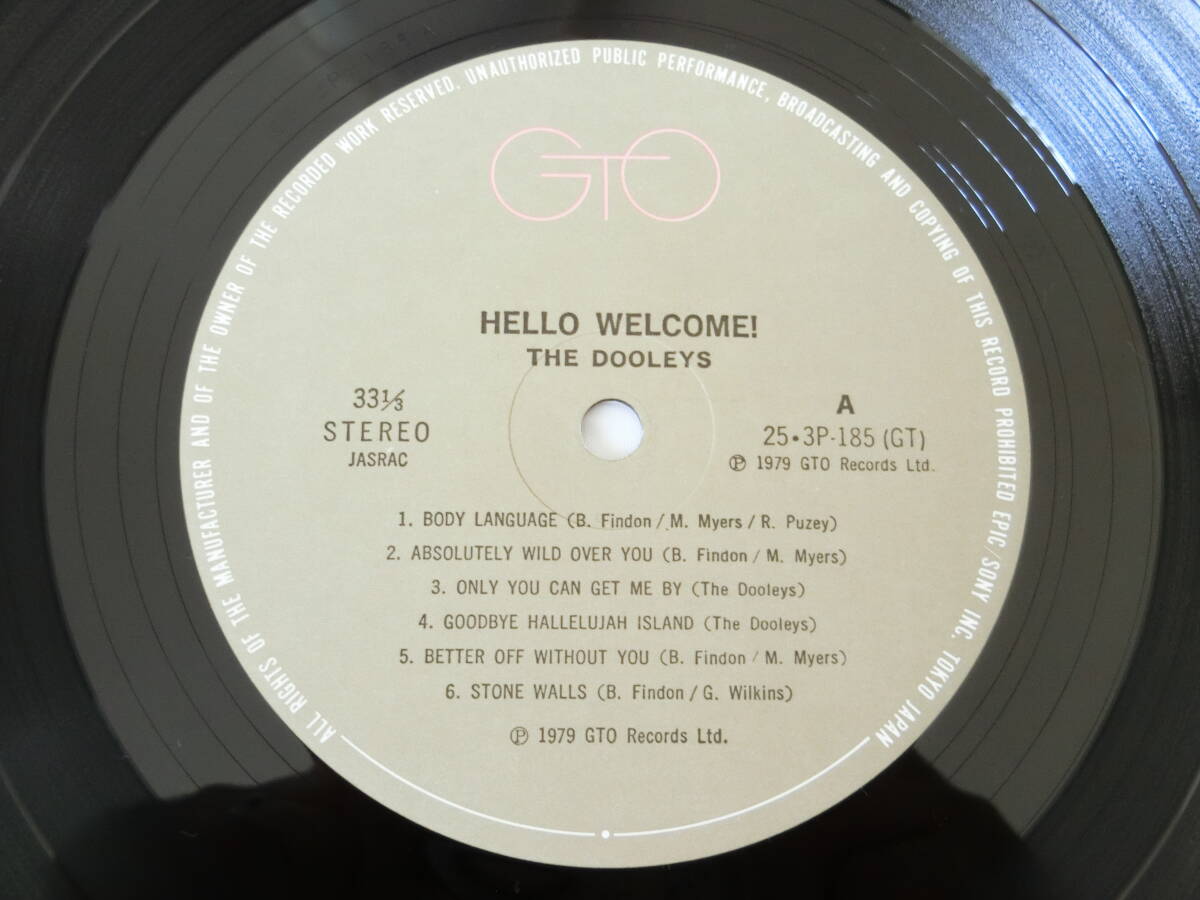 GTO
HELLO WELCOME!
THE DOOLEYS
33⅓
STEREO
JASRAC
A
25•3P-185 (GT)
Ⓟ 1979 GTO Records Ltd.
1. BODY LANGUAGE (B. Findon / M. Myers / R. Puzey)
2. ABSOLUTELY WILD OVER YOU (B. Findon / M. Myers)
3. ONLY YOU CAN GET ME BY (The Dooleys)
4. GOODBYE HALLELUJAH ISLAND (The Dooleys)
5. BETTER OFF WITHOUT YOU (B. Findon / M. Myers)
6. STONE WALLS (B. Findon / G. Wilkins)
Ⓟ 1979 GTO Records Ltd.
ALL RIGHTS OF THE MANUFACTURER AND OF THE OWNER OF THE RECORDED WORK RESERVED. UNAUTHORIZED PUBLIC PERFORMANCE, BROADCASTING AND COPYING OF THIS RECORD PROHIBITED EPIC/SONY INC. TOKYO JAPAN